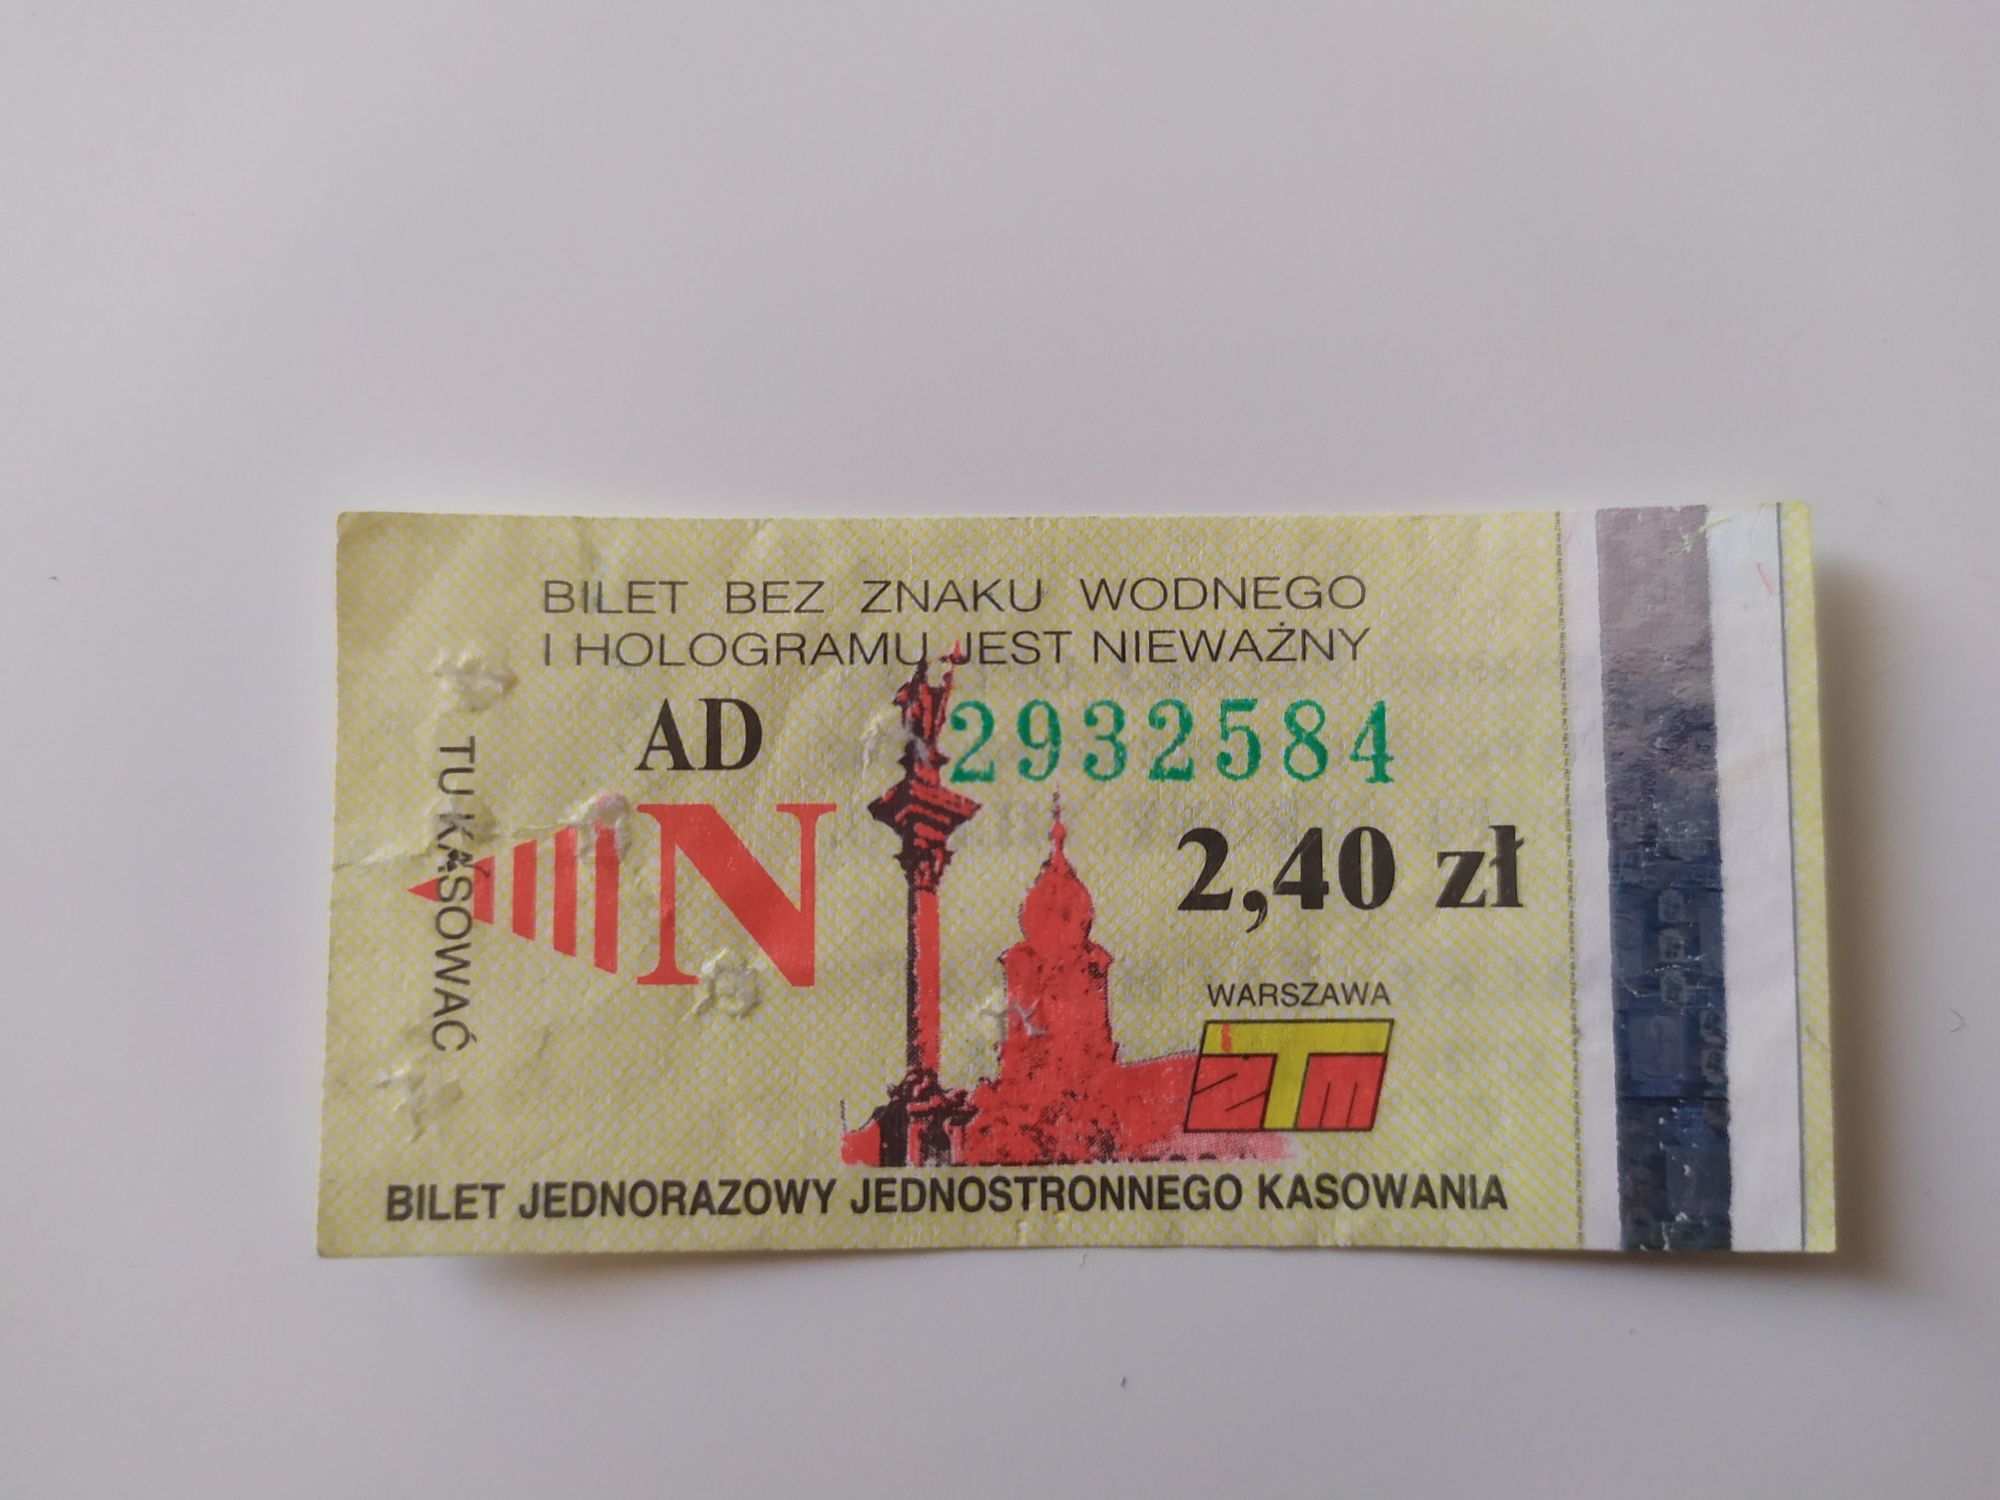 BILET BEZ ZNAKU WODNEGO
I HOLOGRAMU JEST NIEWAŻNY
AD 2932584
TU KASOWAĆ
N
2,40 zł
WARSZAWA
ZTM
BILET JEDNORAZOWY JEDNOSTRONNEGO KASOWANIA